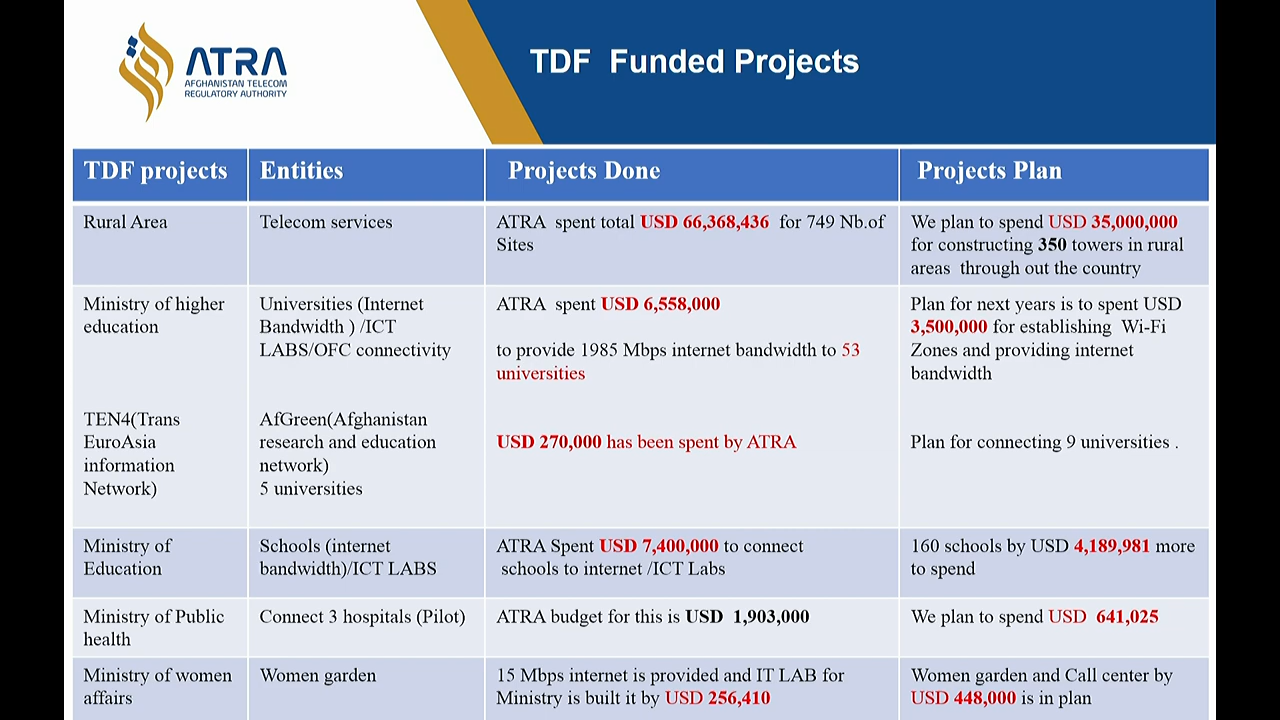 ATRA
AFGHANISTAN TELECOM
REGULATORY AUTHORITY
TDF Funded Projects
TDF projects
Entities
Projects Done
Projects Plan
Rural Area
Telecom services
ATRA spent total USD 66,368,436 for 749 Nb.of
Sites
We plan to spend USD 35,000,000
for constructing 350 towers in rural
areas through out the country
Ministry of higher
education
Universities (Internet
Bandwidth ) /ICT
LABS/OFC connectivity
ATRA spent USD 6,558,000
to provide 1985 Mbps internet bandwidth to 53
universities
Plan for next years is to spent USD
3,500,000 for establishing Wi-Fi
Zones and providing internet
bandwidth
TEN4(Trans
EuroAsia
information
Network)
AfGreen(Afghanistan
research and education
network)
5 universities
USD 270,000 has been spent by ATRA
Plan for connecting 9 universities .
Ministry of
Education
Schools (internet
bandwidth)/ICT LABS
ATRA Spent USD 7,400,000 to connect
schools to internet /ICT Labs
160 schools by USD 4,189,981 more
to spend
Ministry of Public
health
Connect 3 hospitals (Pilot)
ATRA budget for this is USD 1,903,000
We plan to spend USD 641,025
Ministry of women
affairs
Women garden
15 Mbps internet is provided and IT LAB for
Ministry is built it by USD 256,410
Women garden and Call center by
USD 448,000 is in plan